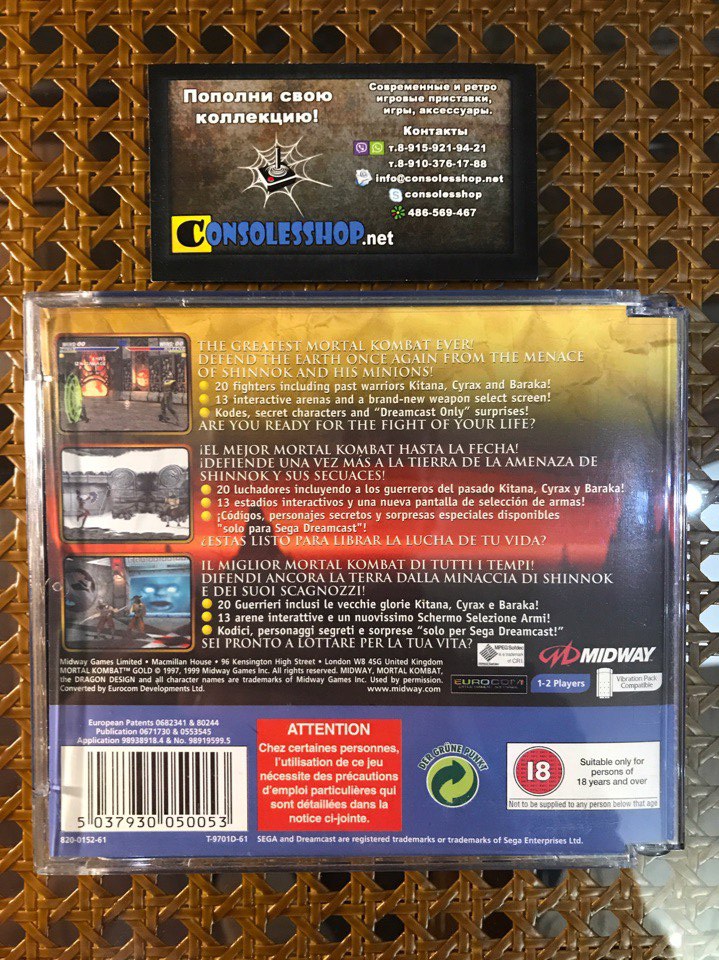 Пополни свою
коллекцию!
Современные и ретро
игровые приставки,
игры, аксессуары.
Контакты
т.8-915-921-94-21
т.8-910-376-17-88
info@consolesshop.net
consolesshop
486-569-467
CONSOLESSHOP.net
THE GREATEST MORTAL KOMBAT EVER!
DEFEND THE EARTH ONCE AGAIN FROM THE MENACE
OF SHINNOK AND HIS MINIONS!
20 fighters including past warriors Kitana, Cyrax and Baraka!
13 interactive arenas and a brand-new weapon select screen!
Kodes, secret characters and “Dreamcast Only” surprises!
ARE YOU READY FOR THE FIGHT OF YOUR LIFE?
¡EL MEJOR MORTAL KOMBAT HASTA LA FECHA!
¡DEFIENDE UNA VEZ MÁS A LA TIERRA DE LA AMENAZA DE
SHINNOK Y SUS SECUACES!
20 luchadores incluyendo a los guerreros del pasado Kitana, Cyrax y Baraka!
13 estadios interactivos y una nueva pantalla de selección de armas!
¡Códigos, personajes secretos y sorpresas especiales disponibles
"solo para Sega Dreamcast"!
¿ESTÁS LISTO PARA LIBRAR LA LUCHA DE TU VIDA?
IL MIGLIOR MORTAL KOMBAT DI TUTTI I TEMPI!
DIFENDI ANCORA LA TERRA DALLA MINACCIA DI SHINNOK
E DEI SUOI SCAGNOZZI!
20 Guerrieri inclusi le vecchie glorie Kitana, Cyrax e Baraka!
13 arene interattive e un nuovissimo Schermo Selezione Armi!
Kodici, personaggi segreti e sorprese “solo per Sega Dreamcast!”
SEI PRONTO A LOTTARE PER LA TUA VITA?
Midway Games Limited • Macmillan House • 96 Kensington High Street • London W8 4SG United Kingdom
MORTAL KOMBAT™ GOLD © 1997, 1999 Midway Games Inc. All rights reserved. MIDWAY, MORTAL KOMBAT,
the DRAGON DESIGN and all character names are trademarks of Midway Games Inc. Used by permission.
Converted by Eurocom Developments Ltd.
www.midway.com
MPEG Sofdec
is a trademark
of CRI.
MIDWAY
EUROCOM
1-2 Players
Vibration Pack
Compatible
European Patents 0682341 & 80244
Publication 0671730 & 0553545
Application 98938918.4 & No. 98919599.5
5 037930 050053
820-0152-61
T-9701D-61
ATTENTION
Chez certaines personnes,
l'utilisation de ce jeu
nécessite des précautions
d'emploi particulières qui
sont détaillées dans la
notice ci-jointe.
DER GRÜNE PUNKT
18
Suitable only for
persons of
18 years and over
Not to be supplied to any person below that age
SEGA and Dreamcast are registered trademarks or trademarks of Sega Enterprises Ltd.